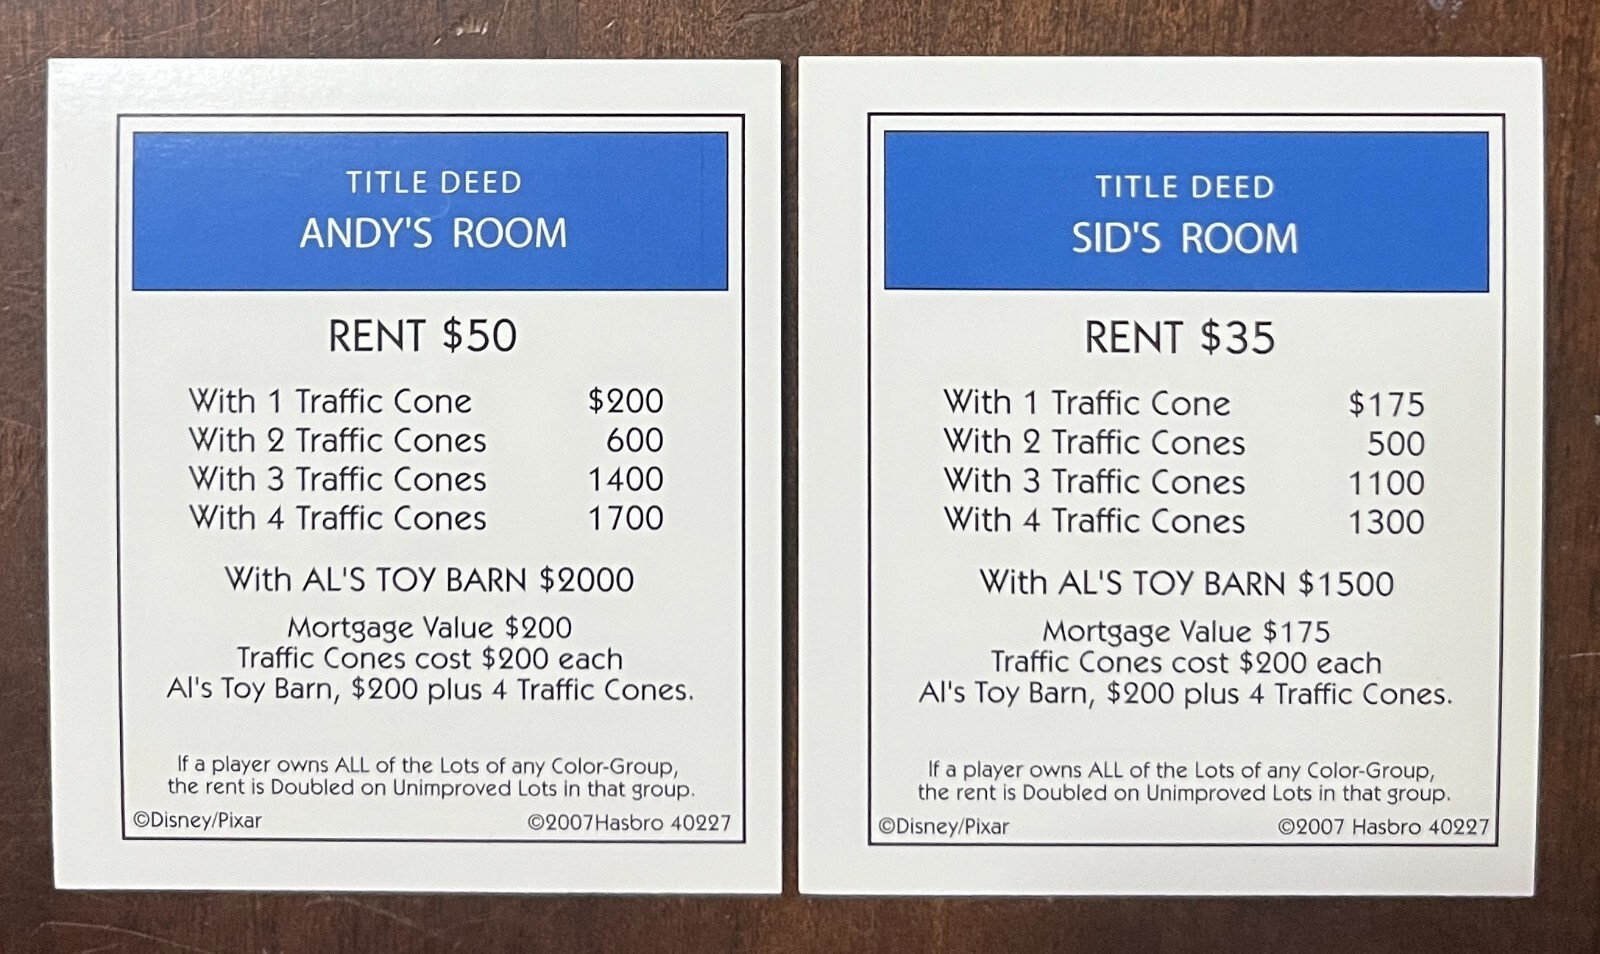 TITLE DEED
ANDY'S ROOM
RENT $50
With 1 Traffic Cone $200
With 2 Traffic Cones 600
With 3 Traffic Cones 1400
With 4 Traffic Cones 1700
With AL'S TOY BARN $2000
Mortgage Value $200
Traffic Cones cost $200 each
Al's Toy Barn, $200 plus 4 Traffic Cones.
If a player owns ALL of the Lots of any Color-Group,
the rent is Doubled on Unimproved Lots in that group.
©Disney/Pixar ©2007Hasbro 40227
TITLE DEED
SID'S ROOM
RENT $35
With 1 Traffic Cone $175
With 2 Traffic Cones 500
With 3 Traffic Cones 1100
With 4 Traffic Cones 1300
With AL'S TOY BARN $1500
Mortgage Value $175
Traffic Cones cost $200 each
Al's Toy Barn, $200 plus 4 Traffic Cones.
If a player owns ALL of the Lots of any Color-Group,
the rent is Doubled on Unimproved Lots in that group.
©Disney/Pixar ©2007 Hasbro 40227